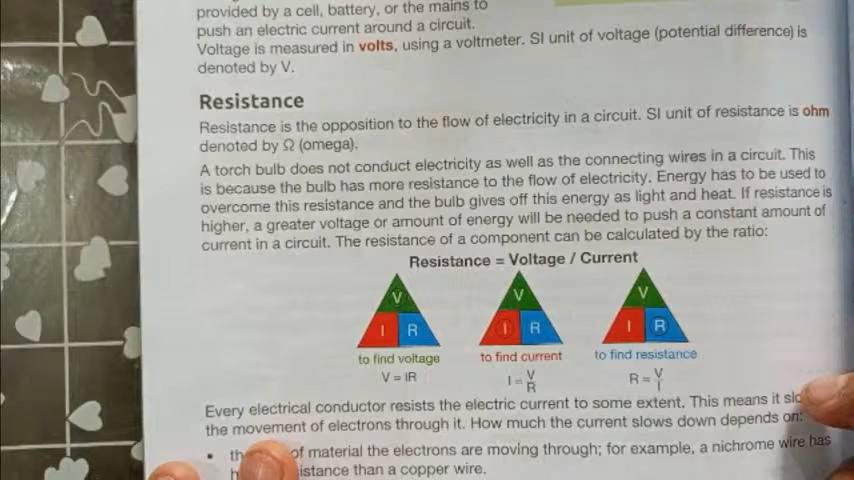 provided by a cell, battery, or the mains to
push an electric current around a circuit.
Voltage is measured in volts, using a voltmeter. SI unit of voltage (potential difference) is
denoted by V.
Resistance
Resistance is the opposition to the flow of electricity in a circuit. SI unit of resistance is ohm
denoted by Ω (omega).
A torch bulb does not conduct electricity as well as the connecting wires in a circuit. This
is because the bulb has more resistance to the flow of electricity. Energy has to be used to
overcome this resistance and the bulb gives off this energy as light and heat. If resistance is
higher, a greater voltage or amount of energy will be needed to push a constant amount of
current in a circuit. The resistance of a component can be calculated by the ratio:
Resistance = Voltage / Current
V V V
I R I R I R
to find voltage to find current to find resistance
V = IR I = V/R R = V/I
Every electrical conductor resists the electric current to some extent. This means it
the movement of electrons through it. How much the current slows down depends on:
• of material the electrons are moving through; for example, a nichrome wire has
than a copper wire.